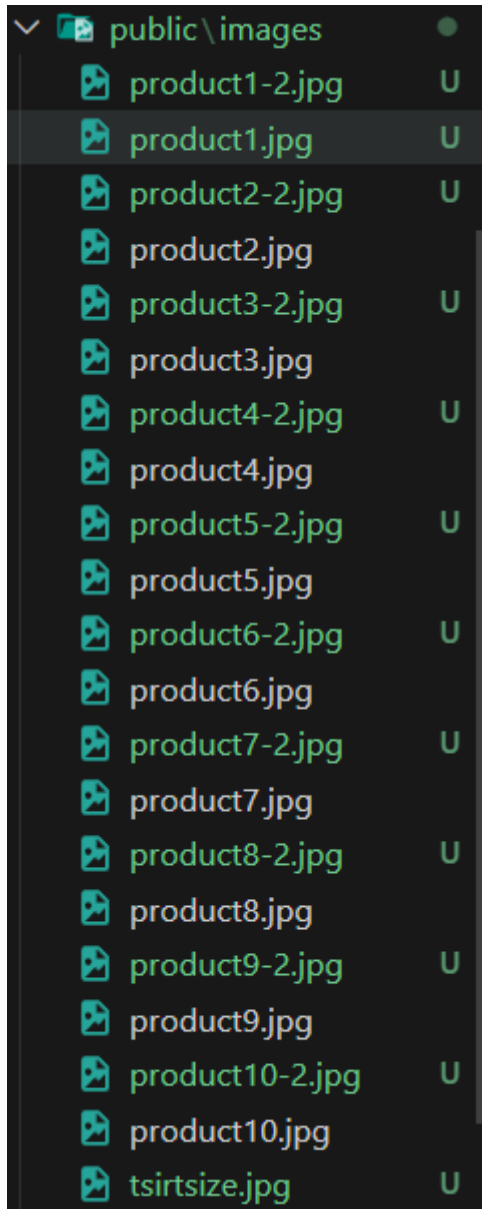 public\images
product1-2.jpg U
product1.jpg U
product2-2.jpg U
product2.jpg
product3-2.jpg U
product3.jpg
product4-2.jpg U
product4.jpg
product5-2.jpg U
product5.jpg
product6-2.jpg U
product6.jpg
product7-2.jpg U
product7.jpg
product8-2.jpg U
product8.jpg
product9-2.jpg U
product9.jpg
product10-2.jpg U
product10.jpg
tsirtsize.jpg U